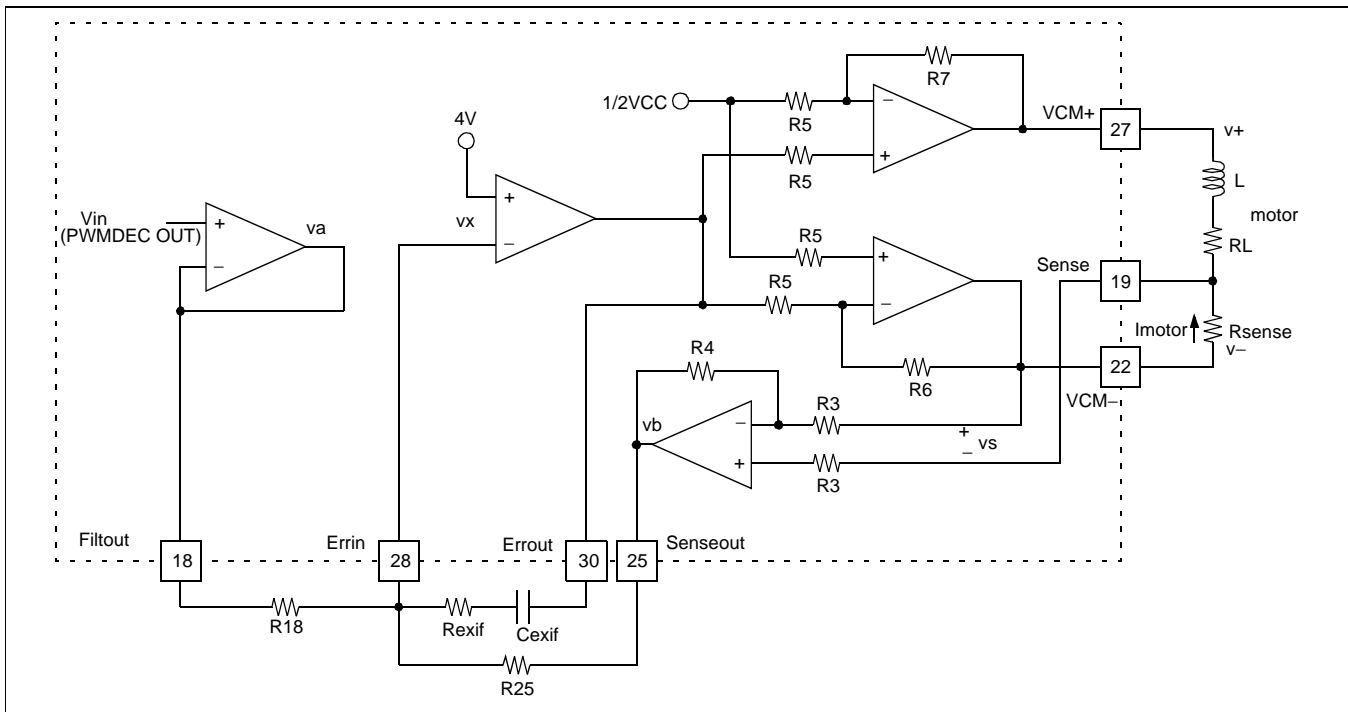 R7
1/2VCC
R5
VCM+
27
v+
4V
R5
L
motor
vx
Vin
(PWMDEC OUT)
va
R5
RL
Sense
19
R5
Imotor
Rsense
v−
R4
R6
22
VCM−
R3
vb
vs
R3
Filtout
18
Errin
28
Errout
30
25
Senseout
R18
Rexif
Cexif
R25